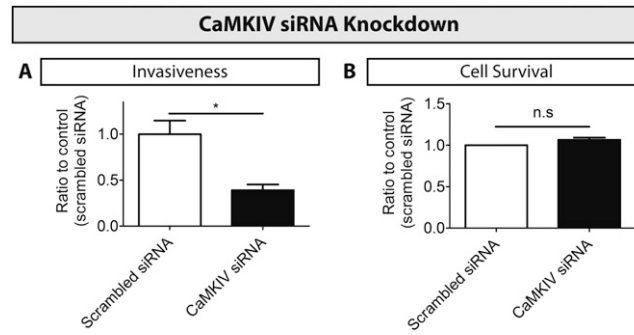 CaMKIV siRNA Knockdown
A
Invasiveness
Ratio to control
(scrambled siRNA)
1.0
0.5
0.0
*
Scrambled siRNA
CaMKIV siRNA
B
Cell Survival
Ratio to control
(scrambled siRNA)
1.5
1.0
0.5
0.0
n.s
Scrambled siRNA
CaMKIV siRNA